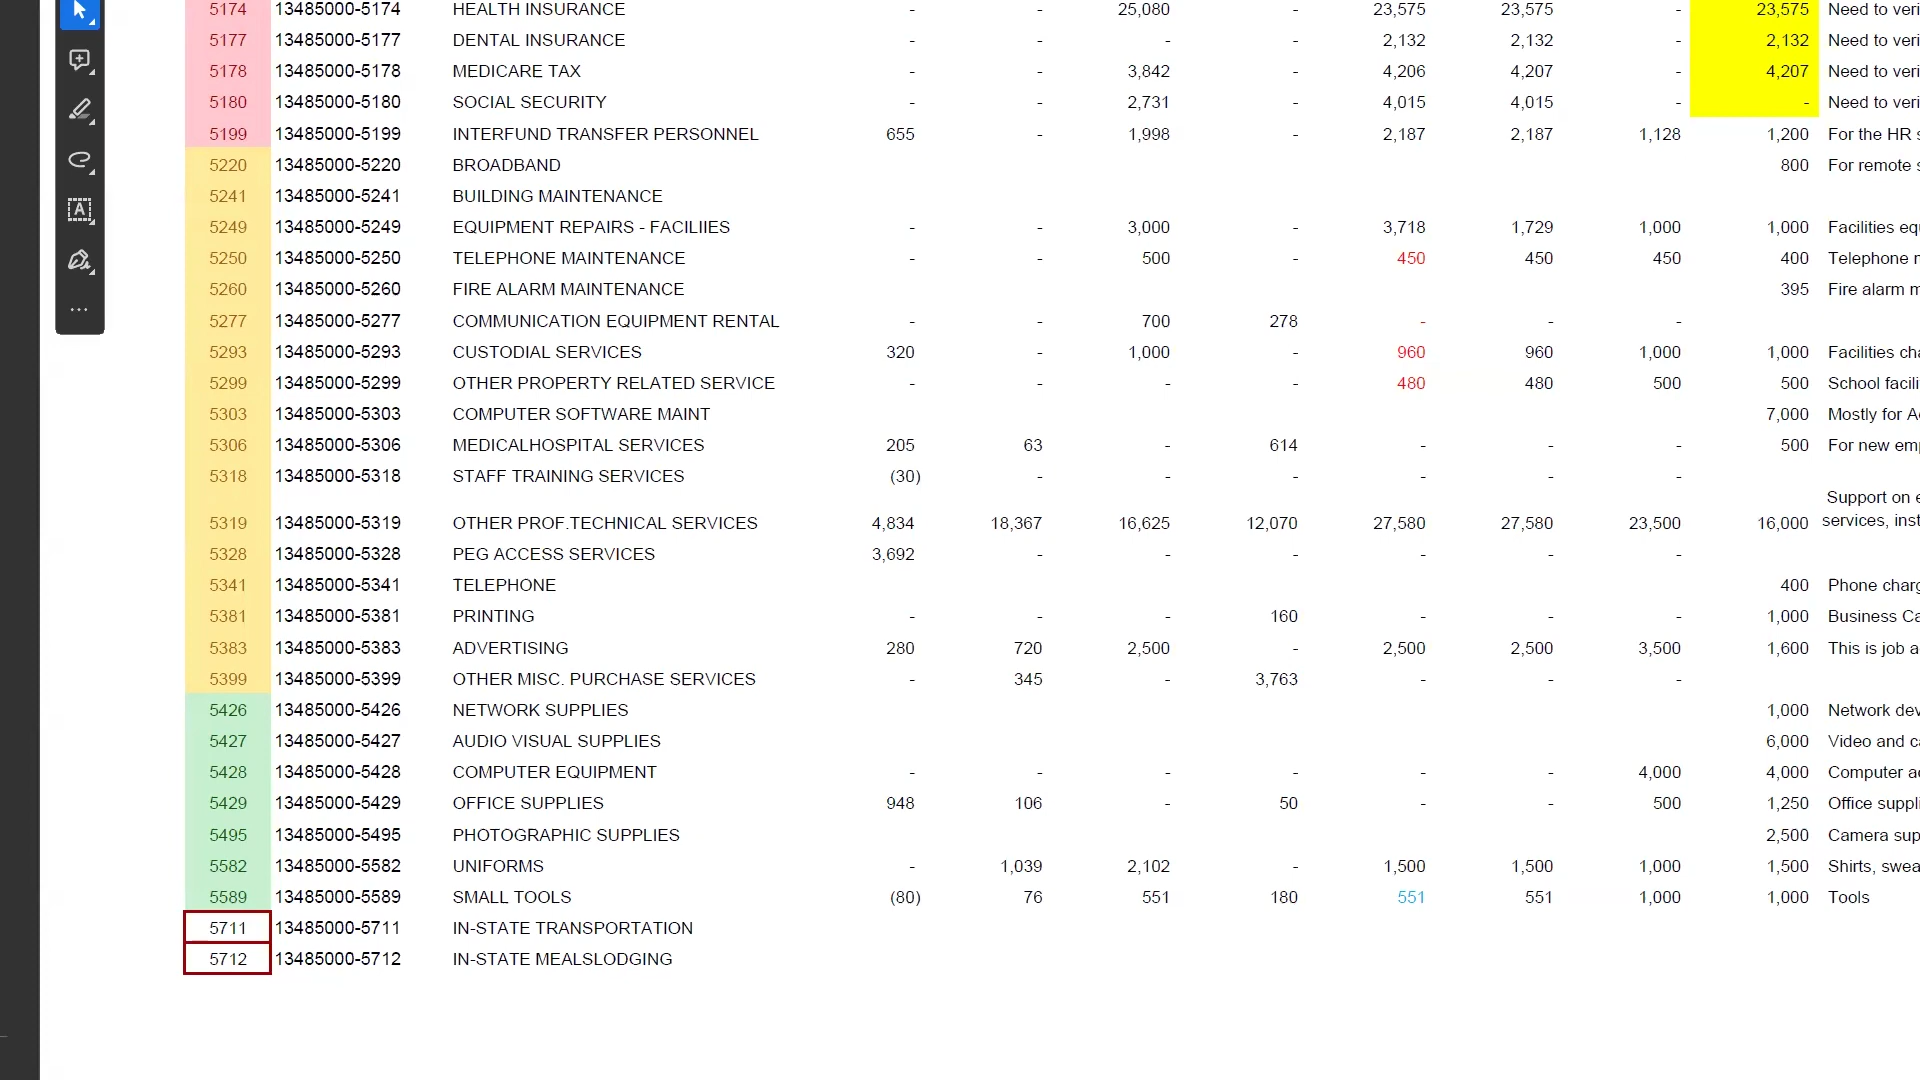 5174 13485000-5174 HEALTH INSURANCE - - 25,080 - 23,575 23,575 - 23,575 Need to veri
5177 13485000-5177 DENTAL INSURANCE - - - - 2,132 2,132 - 2,132 Need to veri
5178 13485000-5178 MEDICARE TAX - - 3,842 - 4,206 4,207 - 4,207 Need to veri
5180 13485000-5180 SOCIAL SECURITY - - 2,731 - 4,015 4,015 - - Need to veri
5199 13485000-5199 INTERFUND TRANSFER PERSONNEL 655 - 1,998 - 2,187 2,187 1,128 1,200 For the HR s
5220 13485000-5220 BROADBAND 800 For remote s
5241 13485000-5241 BUILDING MAINTENANCE
5249 13485000-5249 EQUIPMENT REPAIRS - FACILIIES - - 3,000 - 3,718 1,729 1,000 1,000 Facilities equ
5250 13485000-5250 TELEPHONE MAINTENANCE - - 500 - 450 450 450 400 Telephone m
5260 13485000-5260 FIRE ALARM MAINTENANCE 395 Fire alarm m
5277 13485000-5277 COMMUNICATION EQUIPMENT RENTAL - - 700 278 - - -
5293 13485000-5293 CUSTODIAL SERVICES 320 - 1,000 - 960 960 1,000 1,000 Facilities cha
5299 13485000-5299 OTHER PROPERTY RELATED SERVICE - - - - 480 480 500 500 School facili
5303 13485000-5303 COMPUTER SOFTWARE MAINT 7,000 Mostly for A
5306 13485000-5306 MEDICALHOSPITAL SERVICES 205 63 - 614 - - - 500 For new emp
5318 13485000-5318 STAFF TRAINING SERVICES (30) - - - - - -
Support on e
5319 13485000-5319 OTHER PROF.TECHNICAL SERVICES 4,834 18,367 16,625 12,070 27,580 27,580 23,500 16,000 services, inst
5328 13485000-5328 PEG ACCESS SERVICES 3,692 - - - - - -
5341 13485000-5341 TELEPHONE 400 Phone charg
5381 13485000-5381 PRINTING - - - 160 - - - 1,000 Business Ca
5383 13485000-5383 ADVERTISING 280 720 2,500 - 2,500 2,500 3,500 1,600 This is job a
5399 13485000-5399 OTHER MISC. PURCHASE SERVICES - 345 - 3,763 - - -
5426 13485000-5426 NETWORK SUPPLIES 1,000 Network dev
5427 13485000-5427 AUDIO VISUAL SUPPLIES 6,000 Video and ca
5428 13485000-5428 COMPUTER EQUIPMENT - - - - - - 4,000 4,000 Computer ac
5429 13485000-5429 OFFICE SUPPLIES 948 106 - 50 - - 500 1,250 Office suppli
5495 13485000-5495 PHOTOGRAPHIC SUPPLIES 2,500 Camera sup
5582 13485000-5582 UNIFORMS - 1,039 2,102 - 1,500 1,500 1,000 1,500 Shirts, swea
5589 13485000-5589 SMALL TOOLS (80) 76 551 180 551 551 1,000 1,000 Tools
5711 13485000-5711 IN-STATE TRANSPORTATION
5712 13485000-5712 IN-STATE MEALSLODGING